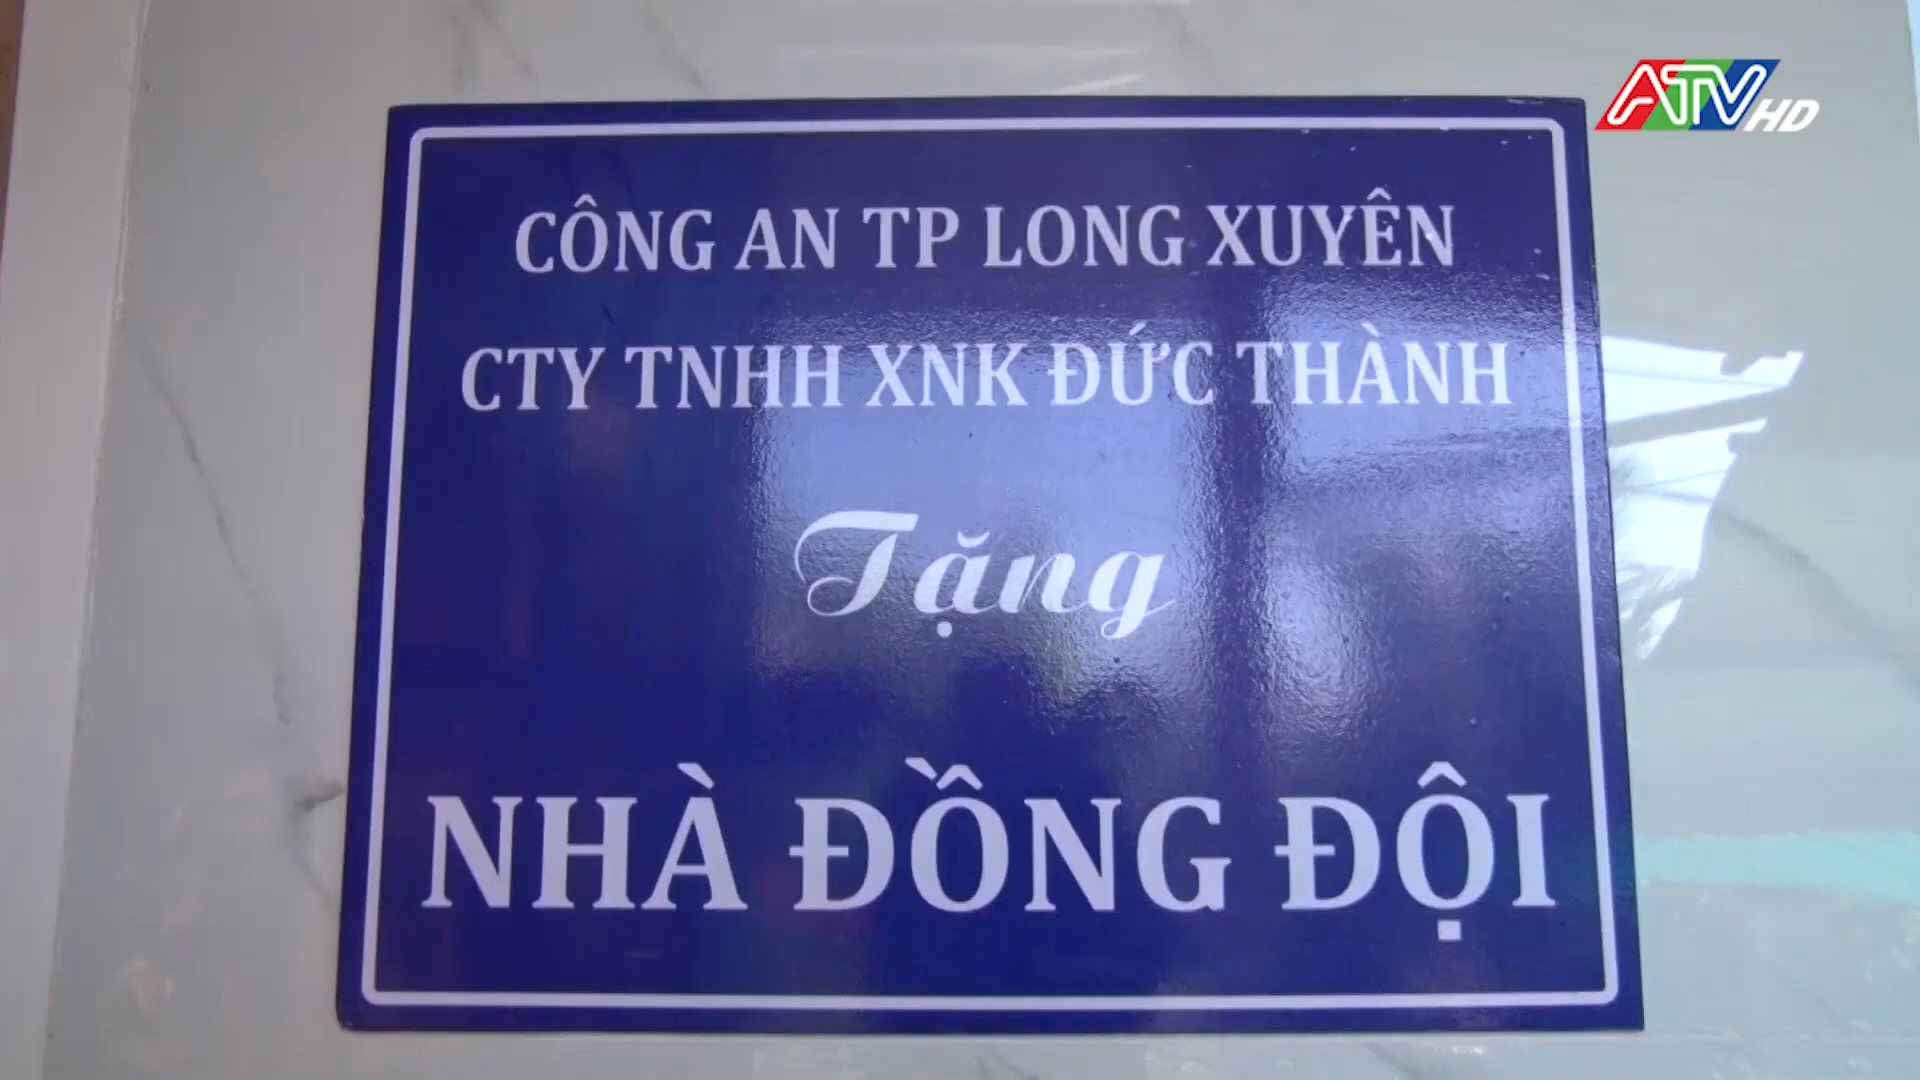 ATV HD
CÔNG AN TP LONG XUYÊN
CTY TNHH XNK ĐỨC THÀNH
Tặng
NHÀ ĐỒNG ĐỘI